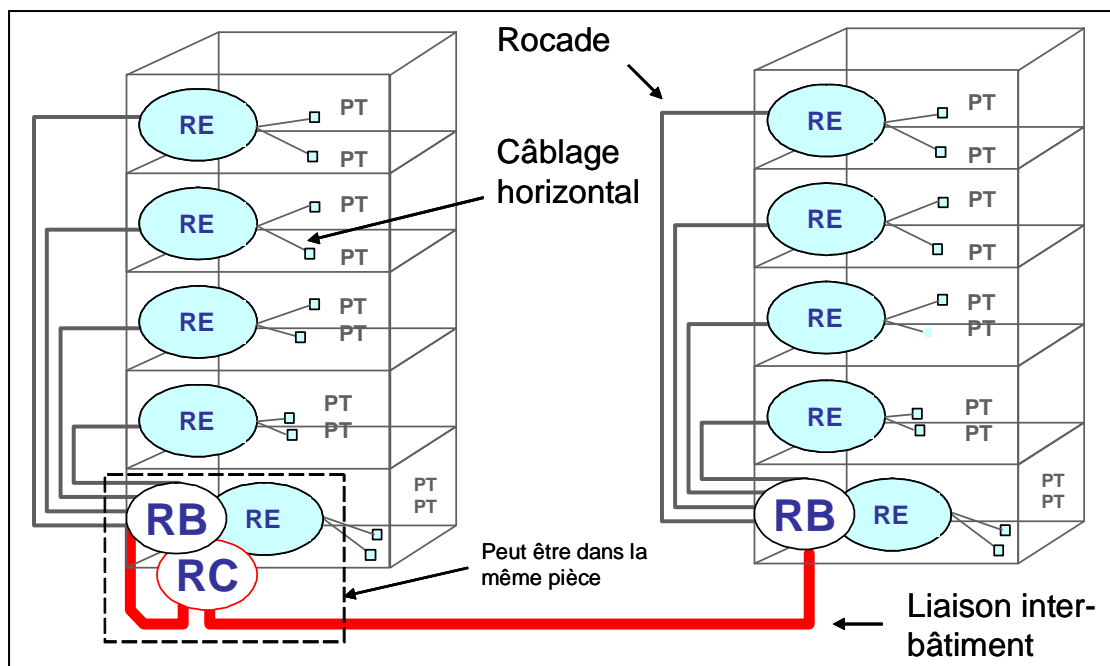 Rocade
RE
PT
PT
Câblage
horizontal
RE
PT
PT
RE
PT
PT
RE
PT
PT
RB
RE
PT
PT
RC
Peut être dans la
même pièce
RE
PT
PT
RE
PT
PT
RE
PT
PT
RE
PT
PT
RB
RE
PT
PT
Liaison inter-
bâtiment